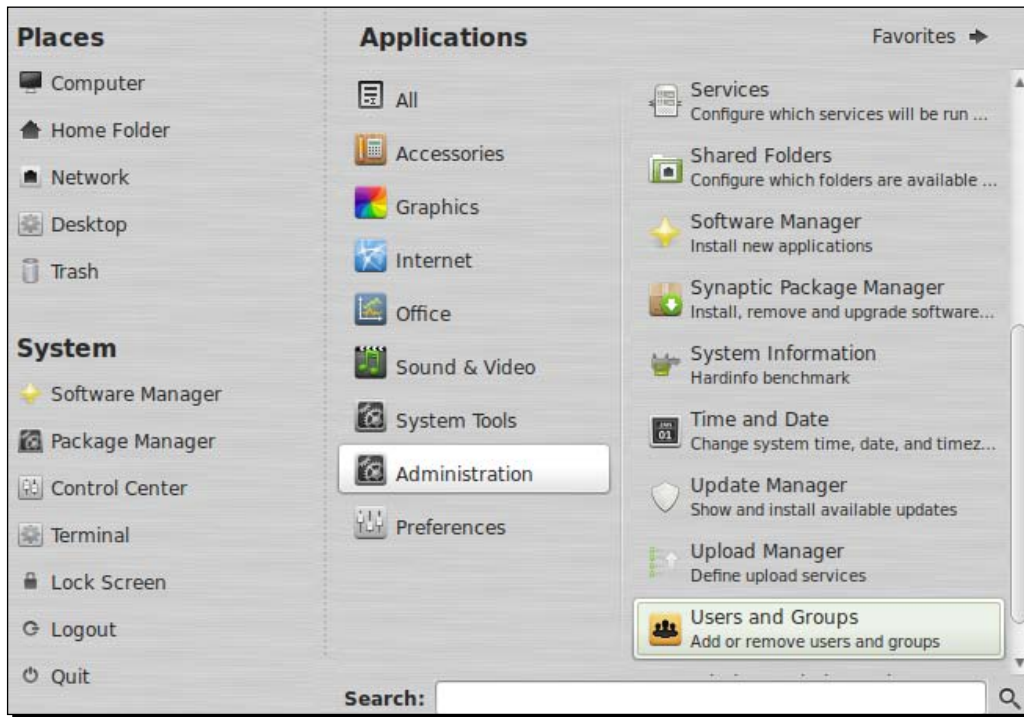 Places
Computer
Home Folder
Network
Desktop
Trash
System
Software Manager
Package Manager
Control Center
Terminal
Lock Screen
Logout
Quit
Applications
Favorites
All
Accessories
Graphics
Internet
Office
Sound & Video
System Tools
Administration
Preferences
Services
Configure which services will be run ...
Shared Folders
Configure which folders are available ...
Software Manager
Install new applications
Synaptic Package Manager
Install, remove and upgrade software...
System Information
Hardinfo benchmark
Time and Date
JAN
01
Change system time, date, and timez...
Update Manager
Show and install available updates
Upload Manager
Define upload services
Users and Groups
Add or remove users and groups
Search: